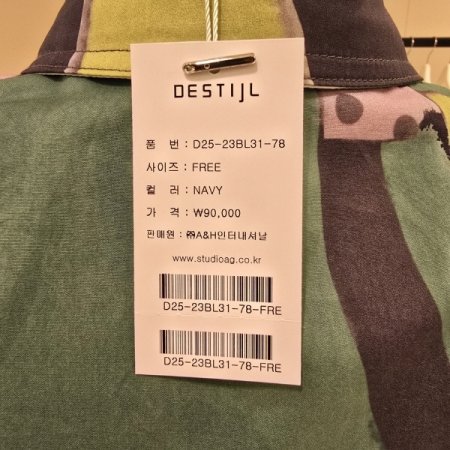 DESTIJL
품 번 : D25-23BL31-78
사이즈 : FREE
컬 러 : NAVY
가 격 : ₩90,000
판매원 : ㈜A&H인터내셔날
www.studioag.co.kr
D25-23BL31-78-FRE
D25-23BL31-78-FRE